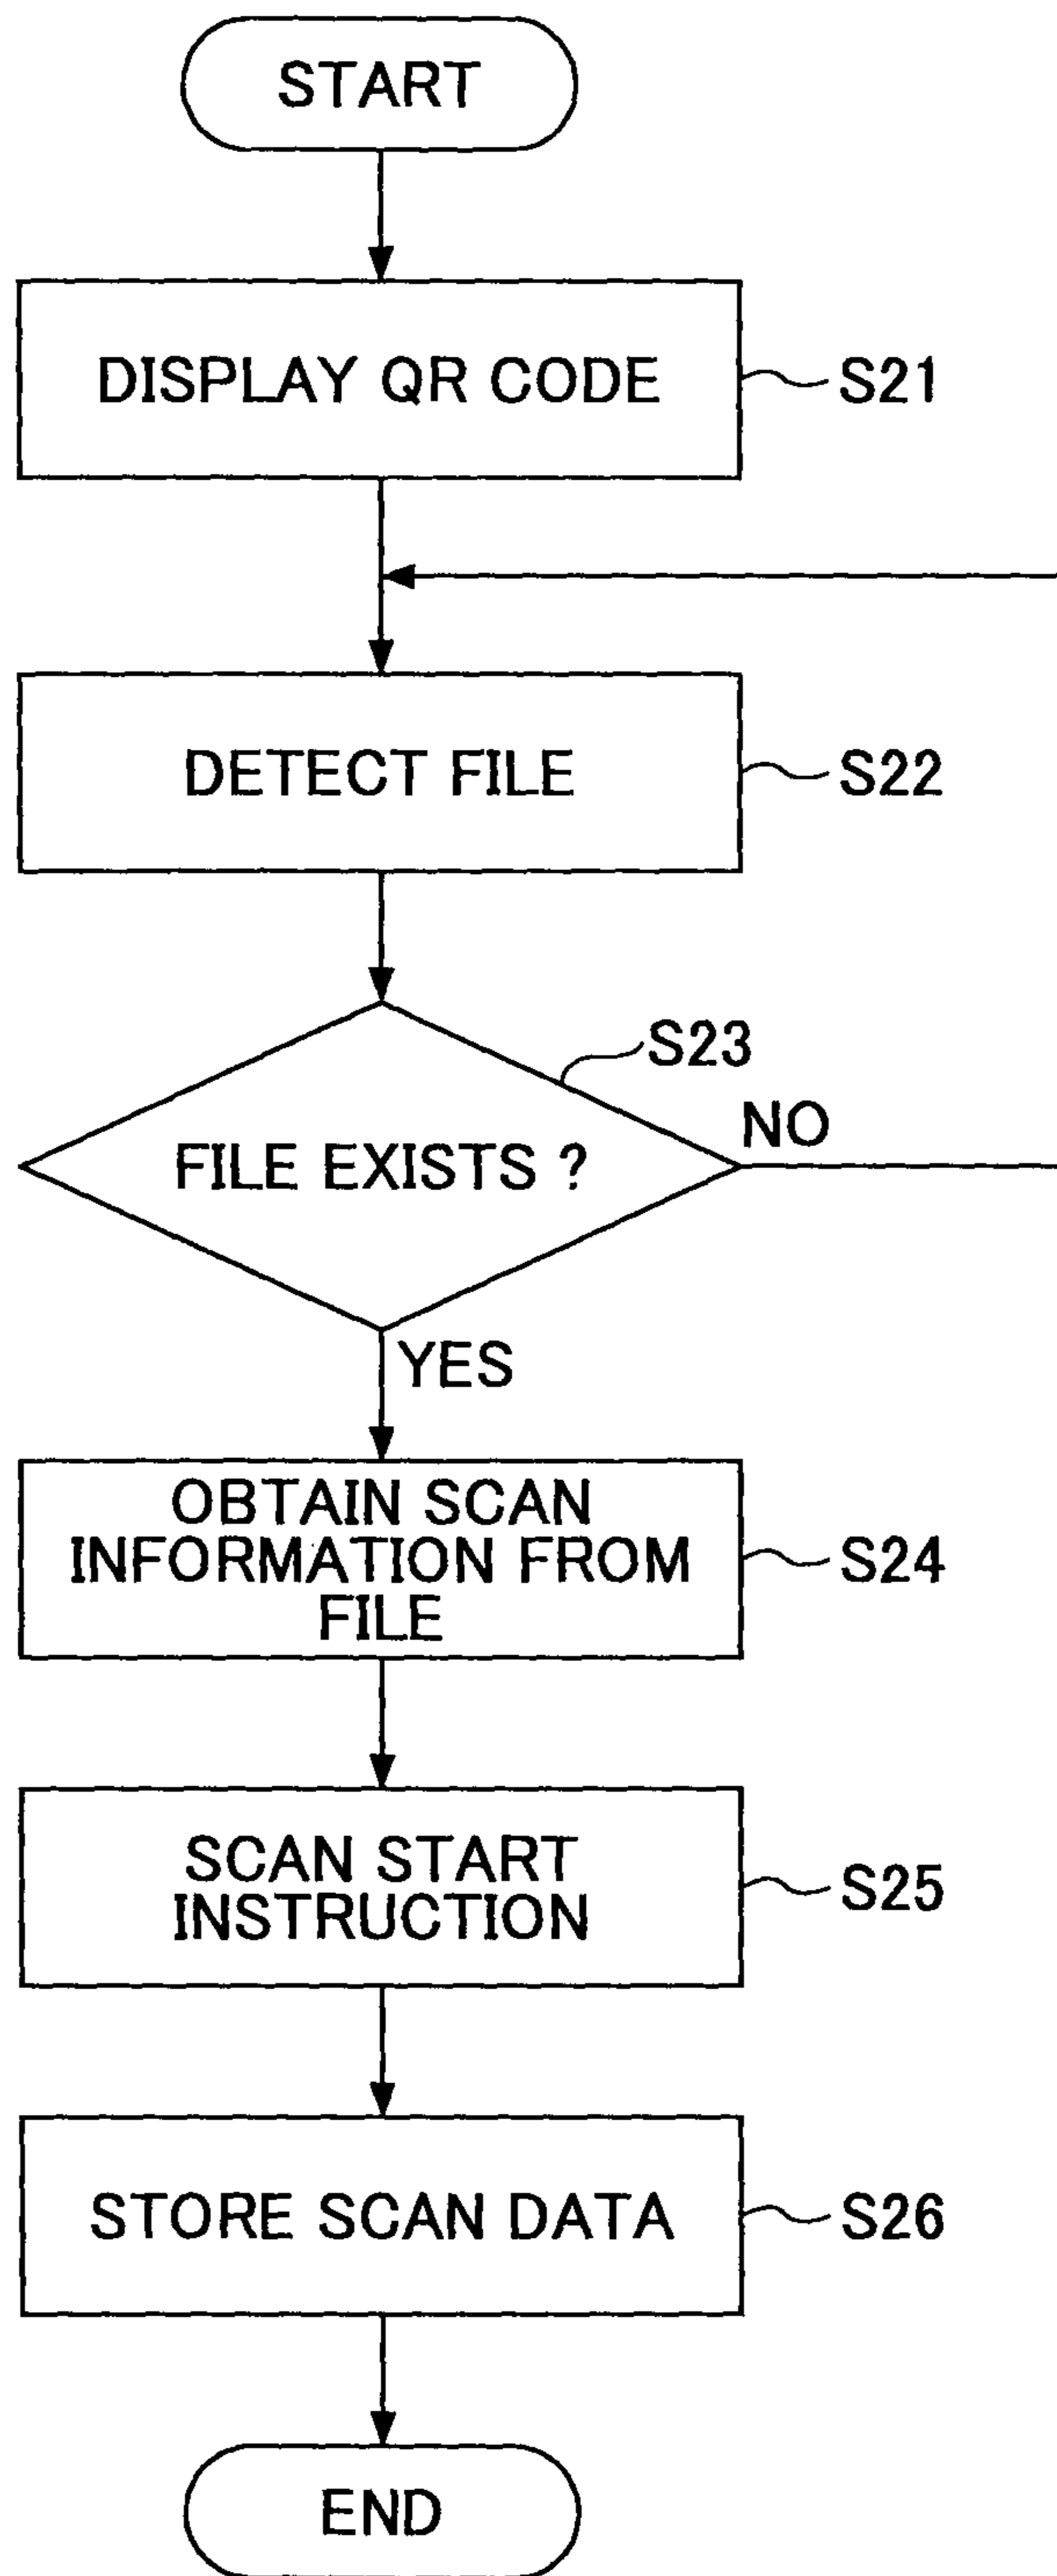 START
DISPLAY QR CODE
S21
DETECT FILE
S22
S23
FILE EXISTS ?
NO
YES
OBTAIN SCAN
INFORMATION FROM
FILE
S24
SCAN START
INSTRUCTION
S25
STORE SCAN DATA
S26
END